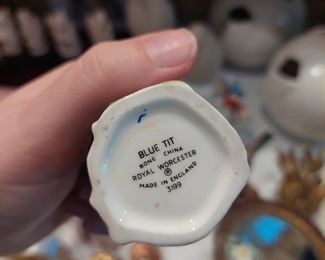 BLUE TIT
BONE CHINA
ROYAL WORCESTER
®
MADE IN ENGLAND
3199